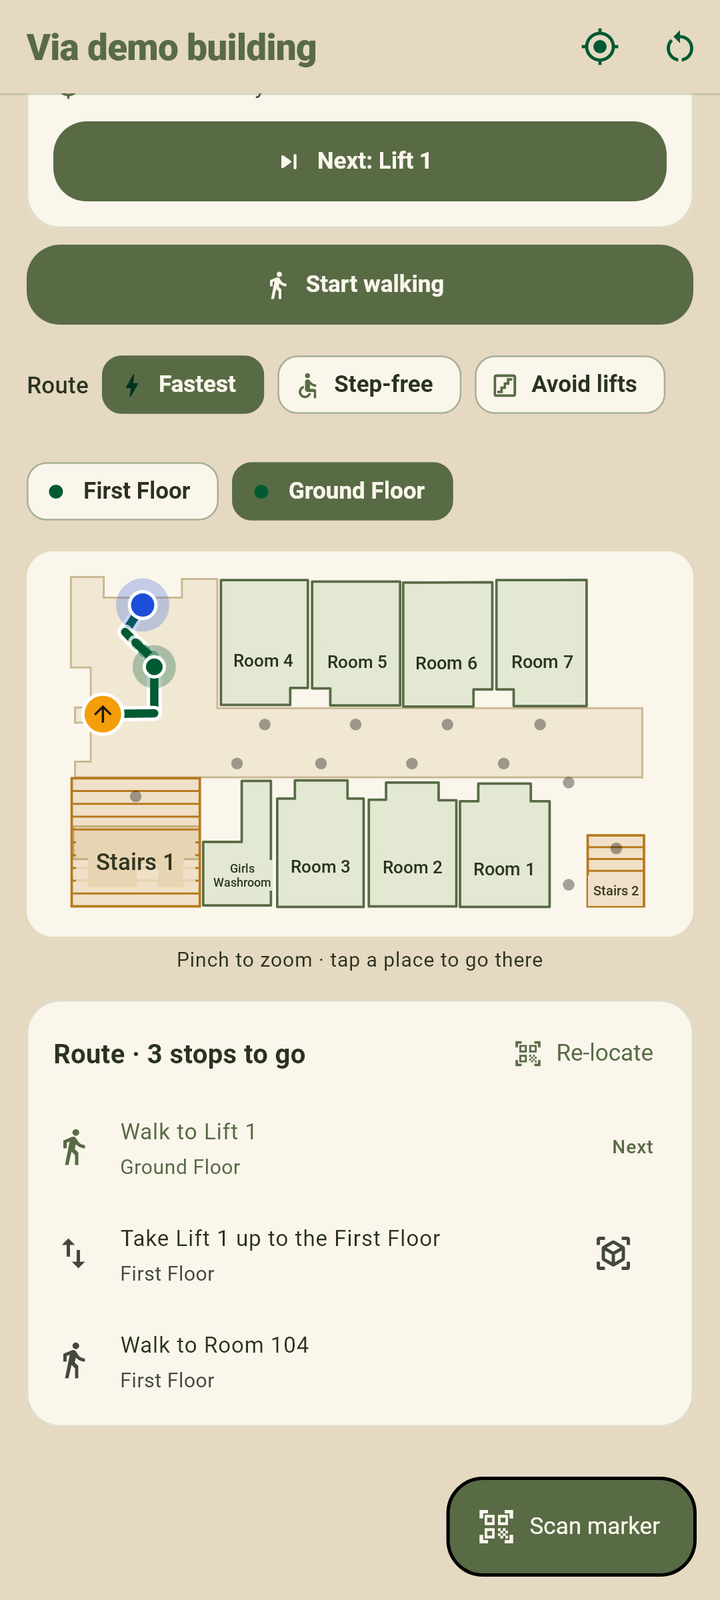 Via demo building
Next: Lift 1
Start walking
Route
Fastest
Step-free
Avoid lifts
First Floor
Ground Floor
Room 4
Room 5
Room 6
Room 7
Stairs 1
Girls
Washroom
Room 3
Room 2
Room 1
Stairs 2
Pinch to zoom · tap a place to go there
Route · 3 stops to go
Re-locate
Walk to Lift 1
Ground Floor
Next
Take Lift 1 up to the First Floor
First Floor
Walk to Room 104
First Floor
Scan marker